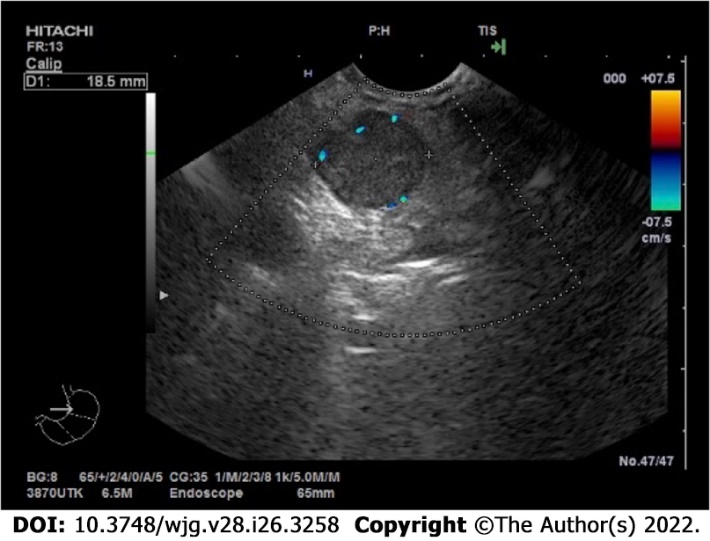 HITACHI
FR:13
Calip
D1: 18.5 mm
P:H
TIS
H
000 +07.5
-07.5
cm/s
No.47/47
BG:8 65/+/2/4/0/A/5 CG:35 1/M/2/3/8 1k/5.0M/M
3870UTK 6.5M Endoscope 65mm
DOI: 10.3748/wjg.v28.i26.3258 Copyright ©The Author(s) 2022.